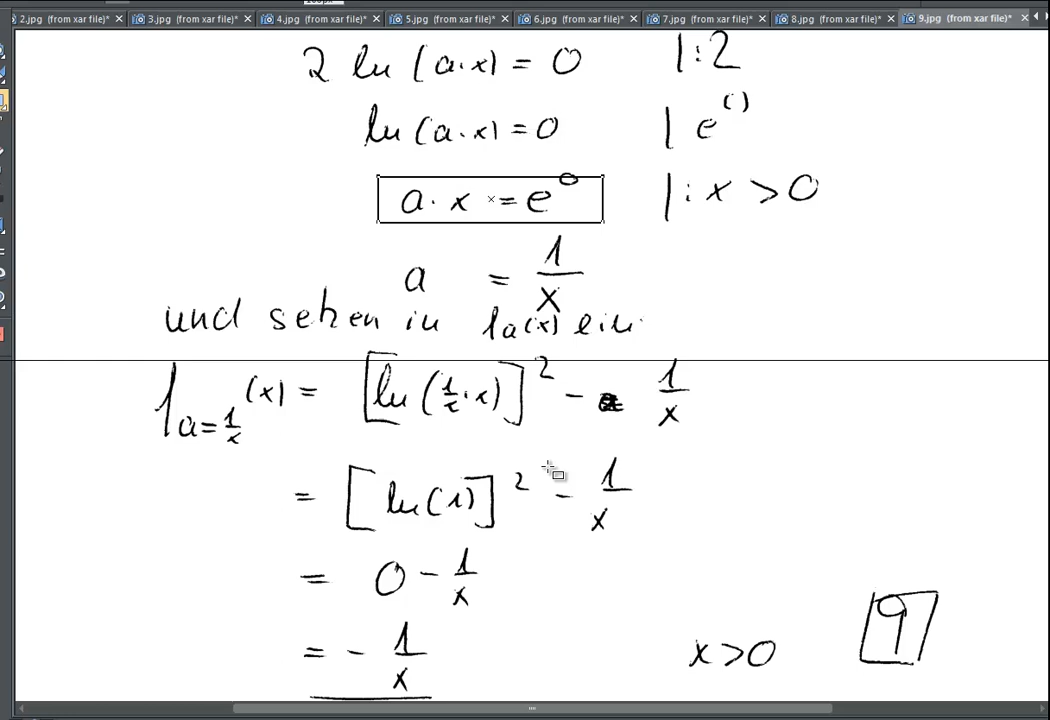 2.jpg (from xar file)* 3.jpg (from xar file)* 4.jpg (from xar file)* 5.jpg (from xar file)* 6.jpg (from xar file)* 7.jpg (from xar file)* 8.jpg (from xar file)* 9.jpg (from xar file)*
2 ln (a·x) = 0 |:2
ln (a·x) = 0 | e^()
a·x = e^0 |: x > 0
a = 1/x
und setzen in f_a(x) ein:
f_{a=1/x} (x) = [ln (1/x · x)]^2 - 1/x
= [ln(1)]^2 - 1/x
= 0 - 1/x
= - 1/x x > 0
9